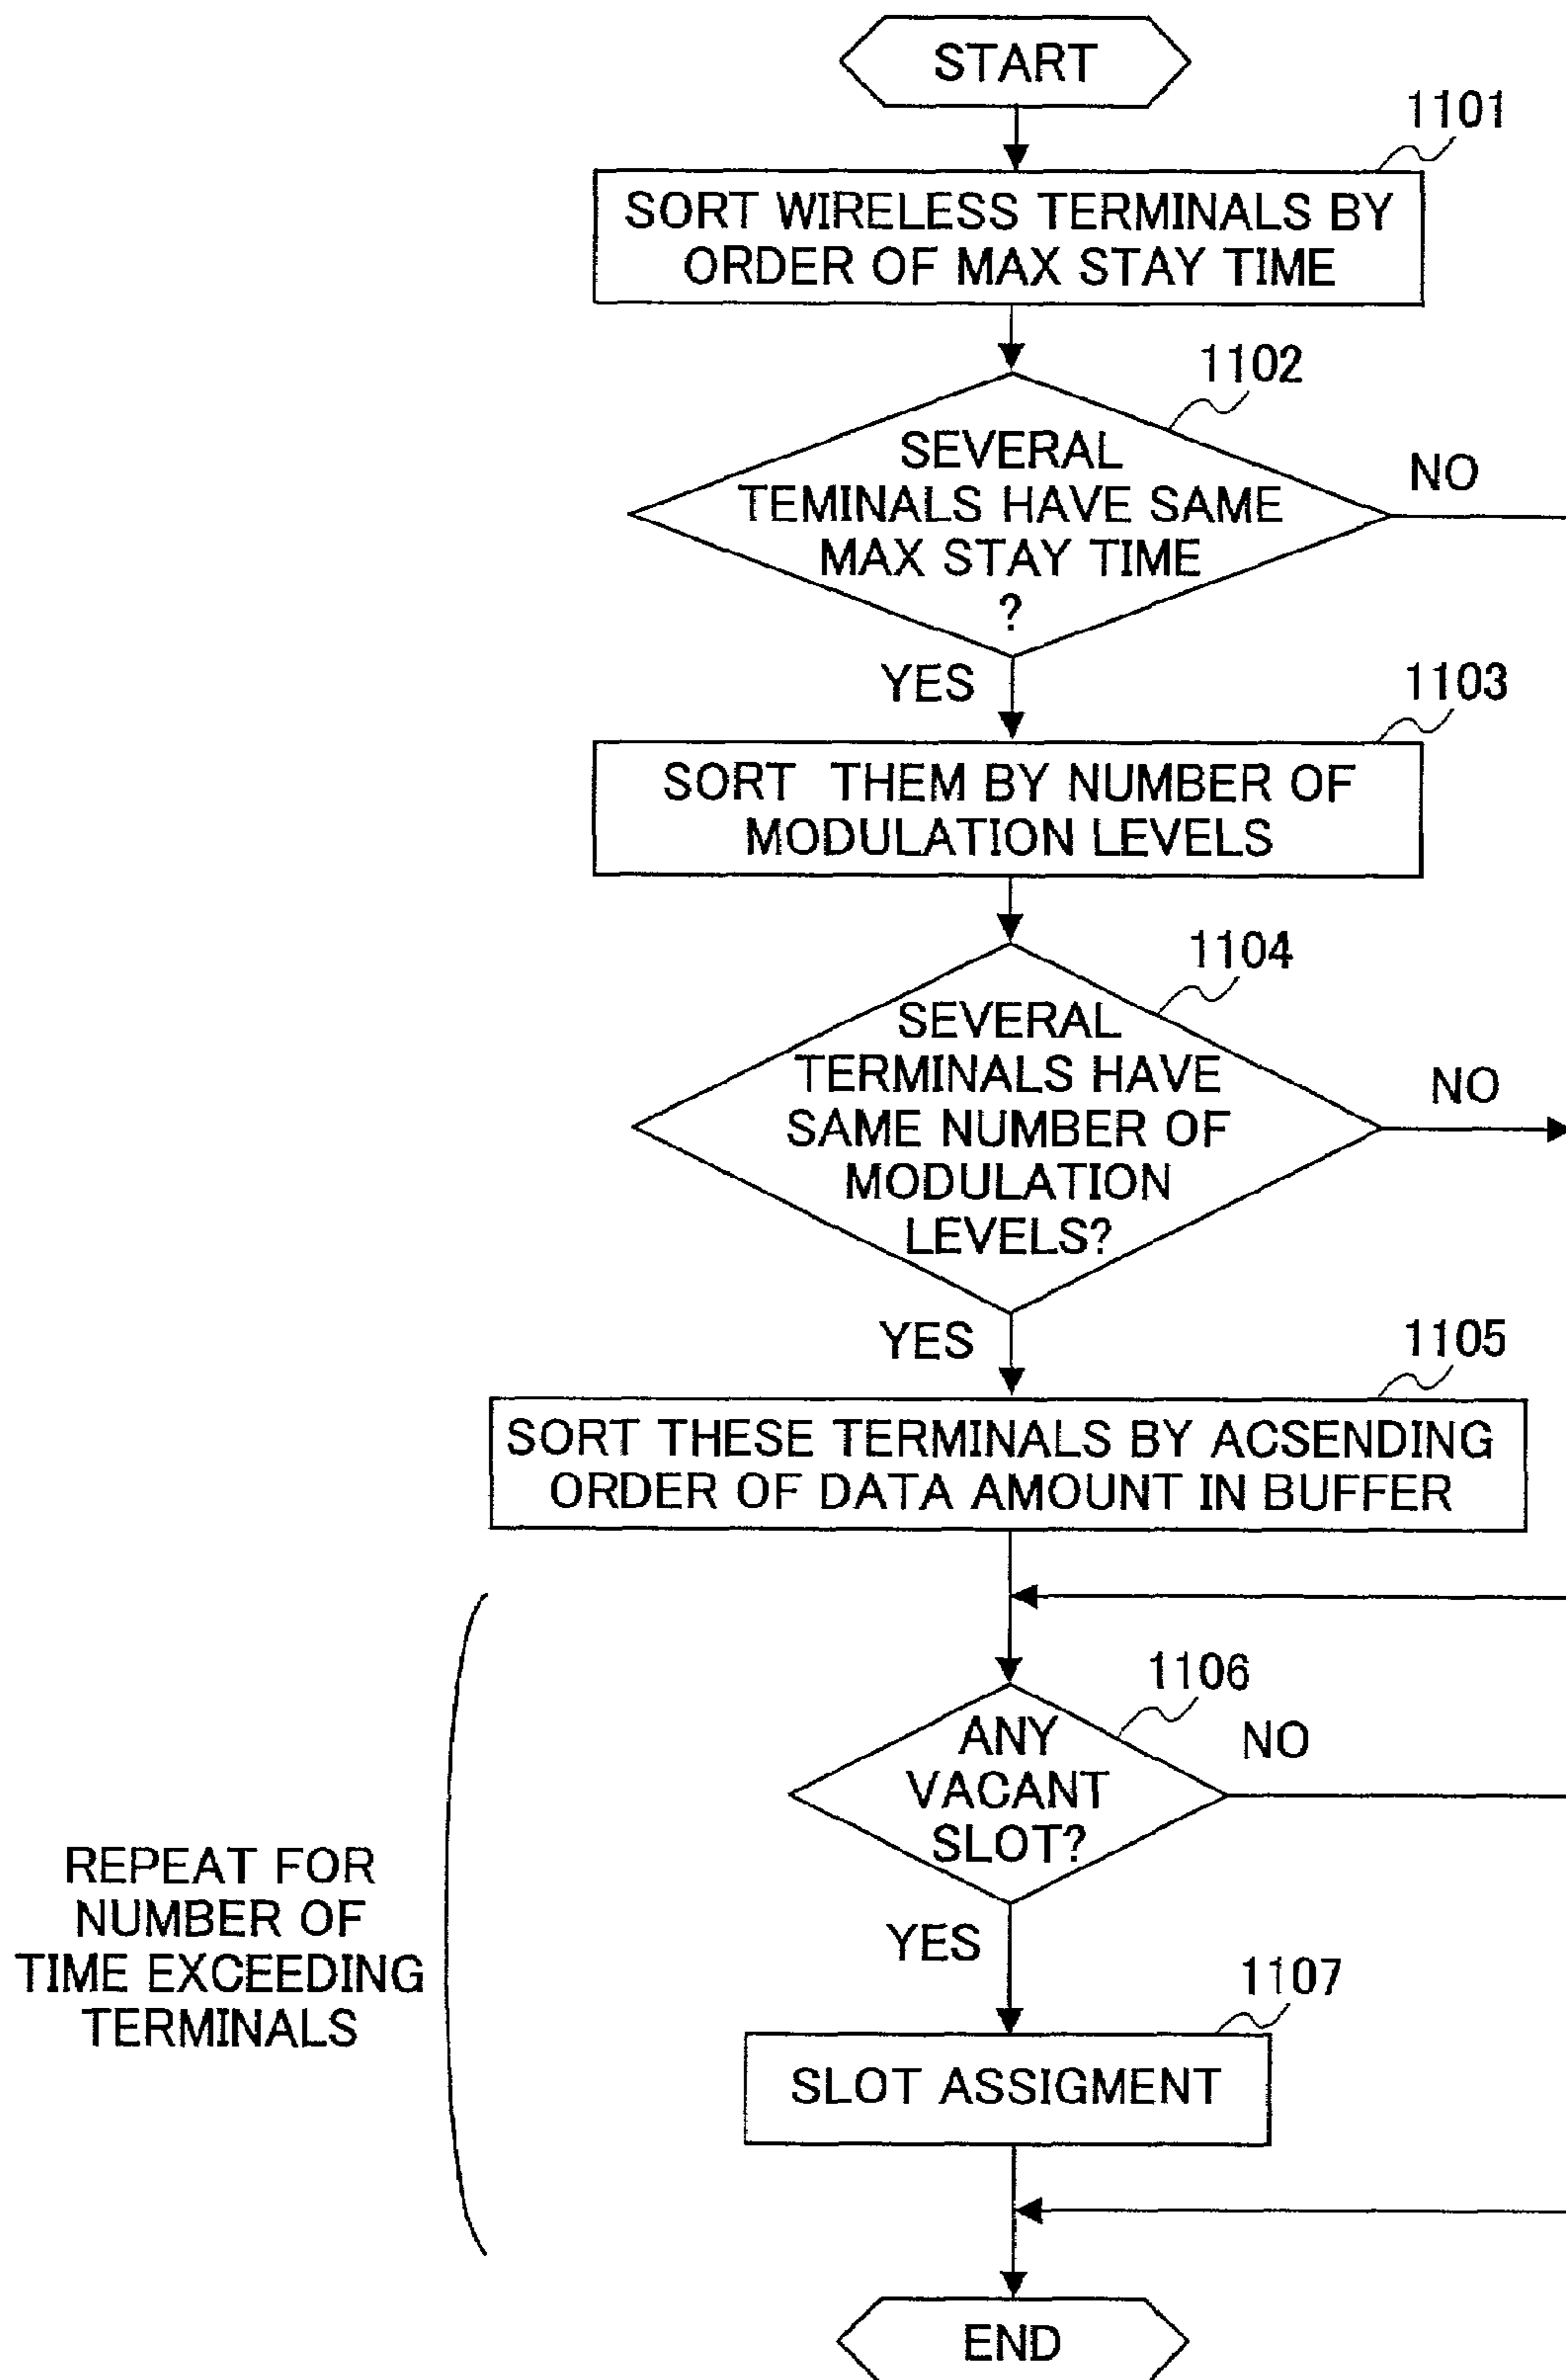 START
1101
SORT WIRELESS TERMINALS BY
ORDER OF MAX STAY TIME
1102
SEVERAL
TEMINALS HAVE SAME
MAX STAY TIME
?
NO
YES
1103
SORT THEM BY NUMBER OF
MODULATION LEVELS
1104
SEVERAL
TERMINALS HAVE
SAME NUMBER OF
MODULATION
LEVELS?
NO
YES
1105
SORT THESE TERMINALS BY ACSENDING
ORDER OF DATA AMOUNT IN BUFFER
1106
ANY
VACANT
SLOT?
NO
YES
REPEAT FOR
NUMBER OF
TIME EXCEEDING
TERMINALS
1107
SLOT ASSIGMENT
END